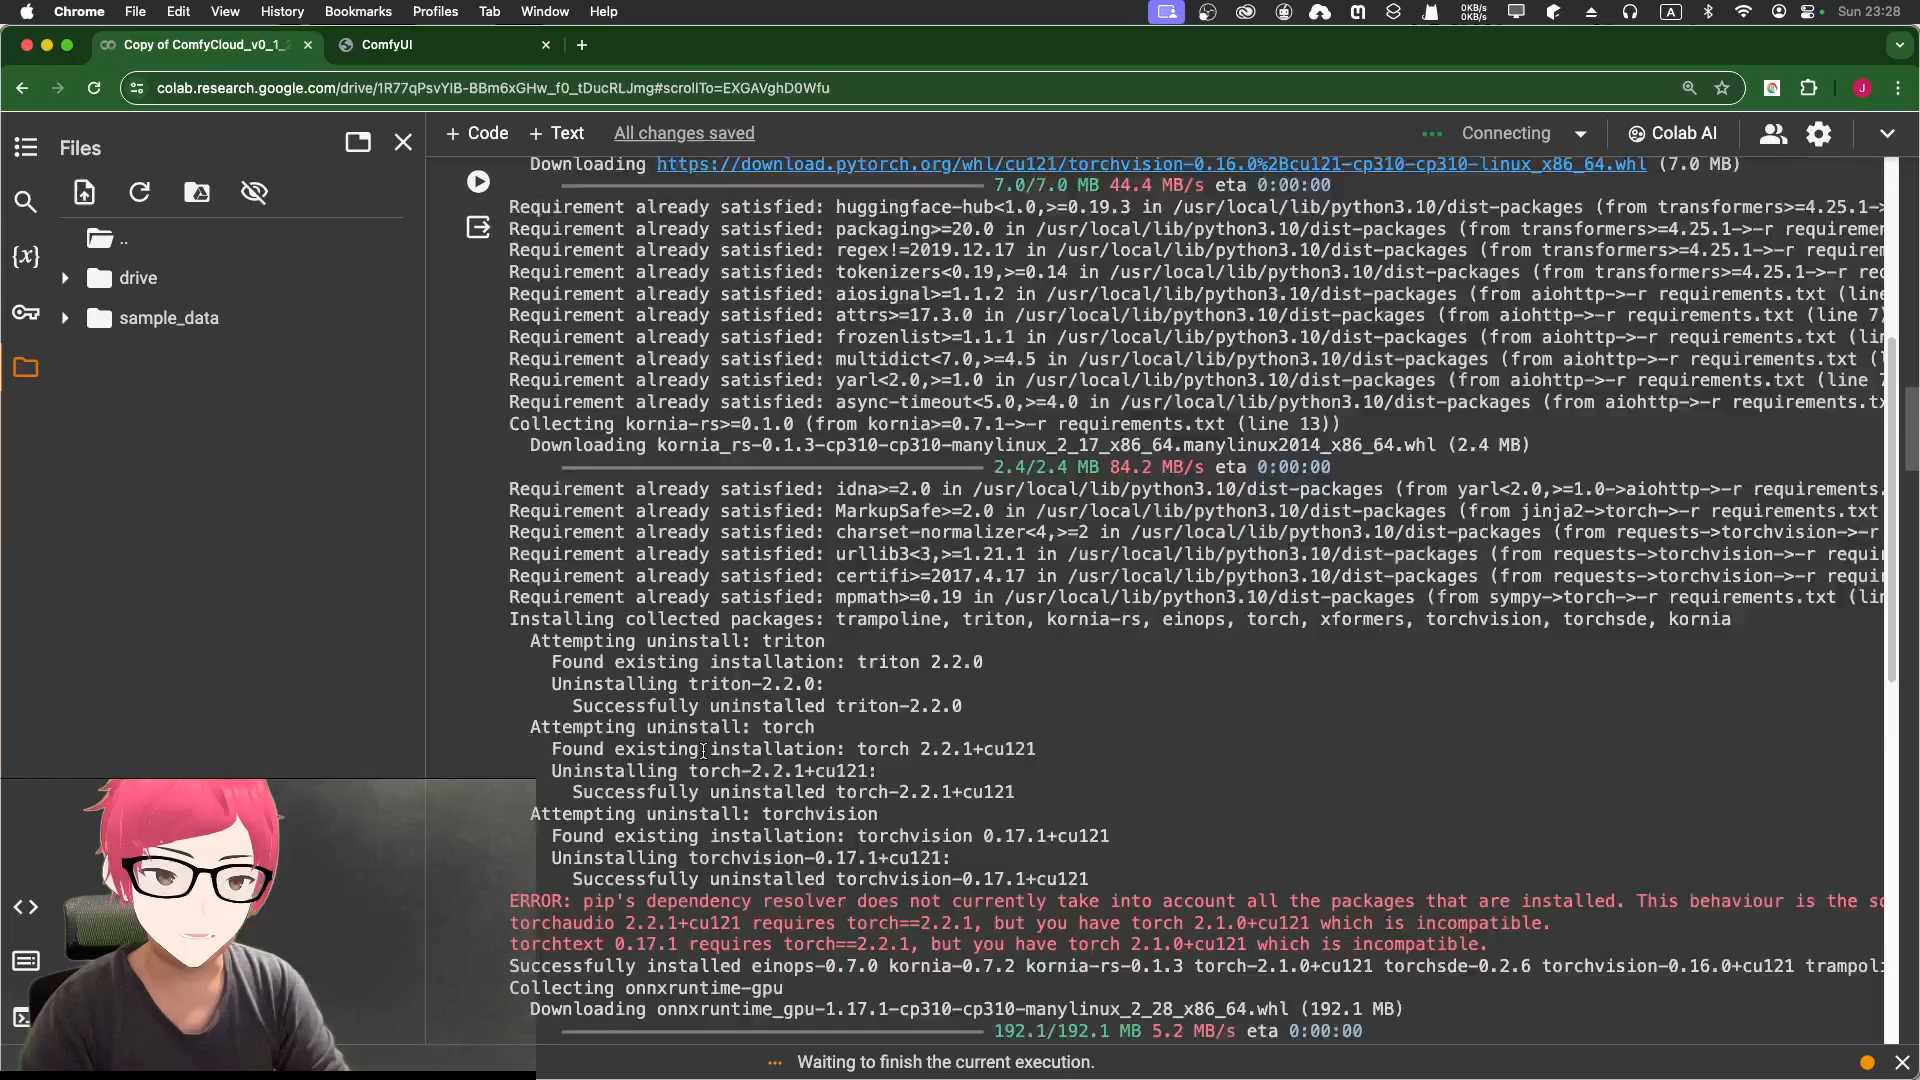 Chrome File Edit View History Bookmarks Profiles Tab Window Help
0KB/s
0KB/s
A
Sun 23:28
Copy of ComfyCloud_v0_1_
ComfyUI
colab.research.google.com/drive/1R77qPsvYlB-BBm6xGHw_f0_tDucRLJmg#scrollTo=EXGAVghD0Wfu
J
Files
+ Code + Text All changes saved
Connecting
Colab AI
..
drive
sample_data
{x}
Downloading https://download.pytorch.org/whl/cu121/torchvision-0.16.0%2Bcu121-cp310-cp310-linux_x86_64.whl (7.0 MB)
7.0/7.0 MB 44.4 MB/s eta 0:00:00
Requirement already satisfied: huggingface-hub<1.0,>=0.19.3 in /usr/local/lib/python3.10/dist-packages (from transformers>=4.25.1->
Requirement already satisfied: packaging>=20.0 in /usr/local/lib/python3.10/dist-packages (from transformers>=4.25.1->-r requiremen
Requirement already satisfied: regex!=2019.12.17 in /usr/local/lib/python3.10/dist-packages (from transformers>=4.25.1->-r requirem
Requirement already satisfied: tokenizers<0.19,>=0.14 in /usr/local/lib/python3.10/dist-packages (from transformers>=4.25.1->-r req
Requirement already satisfied: aiosignal>=1.1.2 in /usr/local/lib/python3.10/dist-packages (from aiohttp->-r requirements.txt (line
Requirement already satisfied: attrs>=17.3.0 in /usr/local/lib/python3.10/dist-packages (from aiohttp->-r requirements.txt (line 7)
Requirement already satisfied: frozenlist>=1.1.1 in /usr/local/lib/python3.10/dist-packages (from aiohttp->-r requirements.txt (lin
Requirement already satisfied: multidict<7.0,>=4.5 in /usr/local/lib/python3.10/dist-packages (from aiohttp->-r requirements.txt (l
Requirement already satisfied: yarl<2.0,>=1.0 in /usr/local/lib/python3.10/dist-packages (from aiohttp->-r requirements.txt (line 7
Requirement already satisfied: async-timeout<5.0,>=4.0 in /usr/local/lib/python3.10/dist-packages (from aiohttp->-r requirements.tx
Collecting kornia-rs>=0.1.0 (from kornia>=0.7.1->-r requirements.txt (line 13))
Downloading kornia_rs-0.1.3-cp310-cp310-manylinux_2_17_x86_64.manylinux2014_x86_64.whl (2.4 MB)
2.4/2.4 MB 84.2 MB/s eta 0:00:00
Requirement already satisfied: idna>=2.0 in /usr/local/lib/python3.10/dist-packages (from yarl<2.0,>=1.0->aiohttp->-r requirements.
Requirement already satisfied: MarkupSafe>=2.0 in /usr/local/lib/python3.10/dist-packages (from jinja2->torch->-r requirements.txt
Requirement already satisfied: charset-normalizer<4,>=2 in /usr/local/lib/python3.10/dist-packages (from requests->torchvision->-r
Requirement already satisfied: urllib3<3,>=1.21.1 in /usr/local/lib/python3.10/dist-packages (from requests->torchvision->-r requir
Requirement already satisfied: certifi>=2017.4.17 in /usr/local/lib/python3.10/dist-packages (from requests->torchvision->-r requir
Requirement already satisfied: mpmath>=0.19 in /usr/local/lib/python3.10/dist-packages (from sympy->torch->-r requirements.txt (lin
Installing collected packages: trampoline, triton, kornia-rs, einops, torch, xformers, torchvision, torchsde, kornia
Attempting uninstall: triton
Found existing installation: triton 2.2.0
Uninstalling triton-2.2.0:
Successfully uninstalled triton-2.2.0
Attempting uninstall: torch
Found existing installation: torch 2.2.1+cu121
Uninstalling torch-2.2.1+cu121:
Successfully uninstalled torch-2.2.1+cu121
Attempting uninstall: torchvision
Found existing installation: torchvision 0.17.1+cu121
Uninstalling torchvision-0.17.1+cu121:
Successfully uninstalled torchvision-0.17.1+cu121
ERROR: pip's dependency resolver does not currently take into account all the packages that are installed. This behaviour is the so
torchaudio 2.2.1+cu121 requires torch==2.2.1, but you have torch 2.1.0+cu121 which is incompatible.
torchtext 0.17.1 requires torch==2.2.1, but you have torch 2.1.0+cu121 which is incompatible.
Successfully installed einops-0.7.0 kornia-0.7.2 kornia-rs-0.1.3 torch-2.1.0+cu121 torchsde-0.2.6 torchvision-0.16.0+cu121 trampoli
Collecting onnxruntime-gpu
Downloading onnxruntime_gpu-1.17.1-cp310-cp310-manylinux_2_28_x86_64.whl (192.1 MB)
192.1/192.1 MB 5.2 MB/s eta 0:00:00
Waiting to finish the current execution.